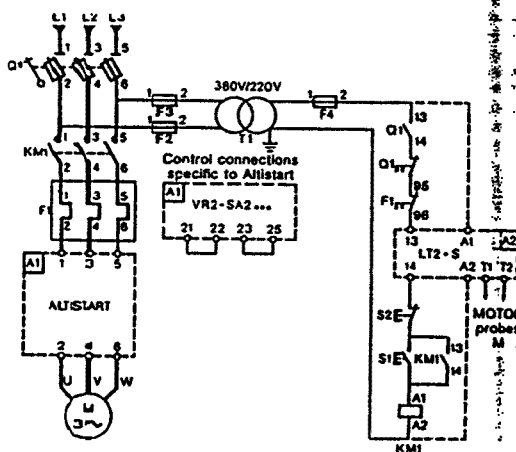 L1 L2 L3
1 3 5
Q1
2 4 6
1 2
F3
1 2
F2
380V/220V
T1
1 2
F4
13
Q1
14
Q1
95
F1
96
13 A1
A2
LT2-S
14 A2 T1 T2
MOTOR
probes
M
S2
S1 KM1 13
14
A1
A2
KM1
KM1
1 3 5
2 4 6
F1
1 3 5
2 4 6
Control connections
specific to Altistart
A1
VR2-SA2•••
21 22 23 25
A1
1 3 5
ALTISTART
2 4 6
U V W
M
3~